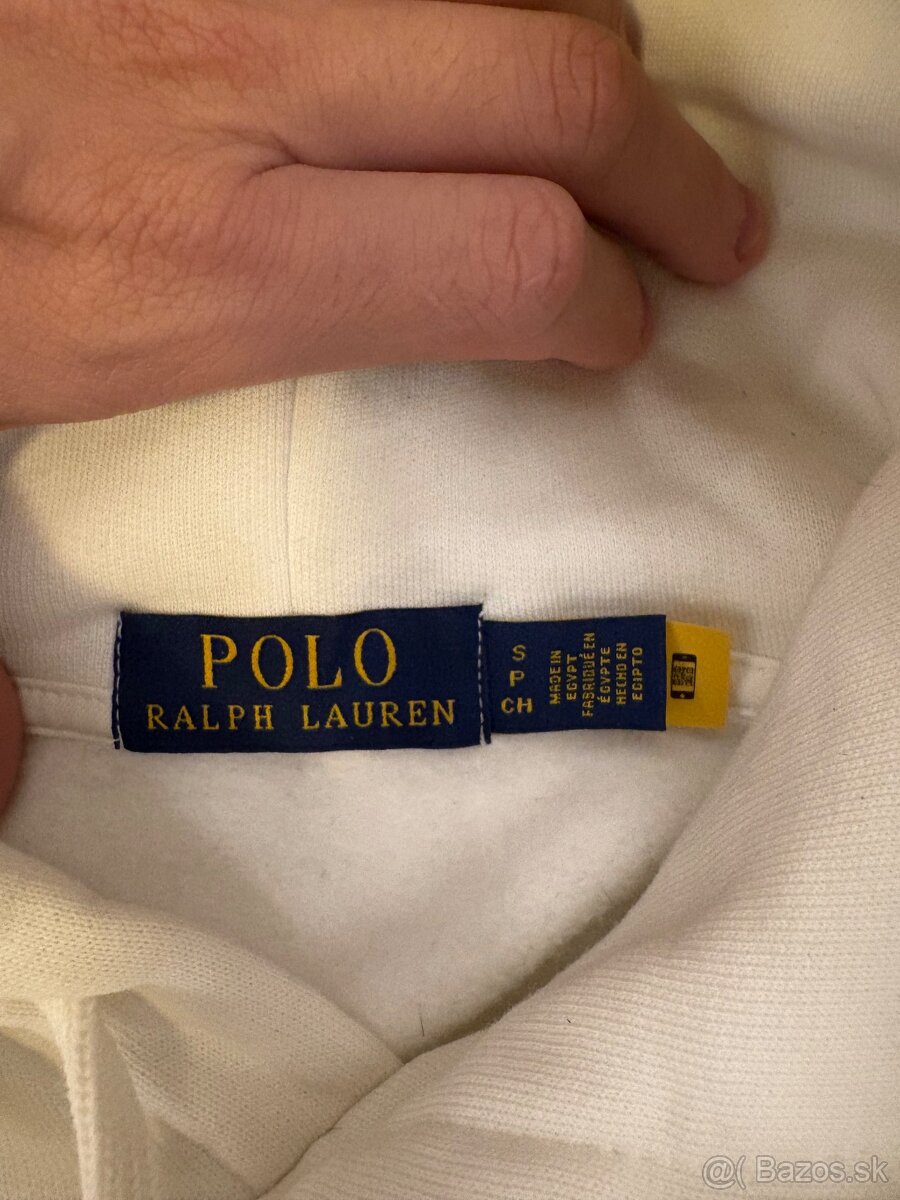 POLO
RALPH LAUREN
S
P
CH
MADE IN
EGYPT
FABRIQUÉ EN
ÉGYPTE
HECHO EN
EGIPTO
@( Bazos.sk